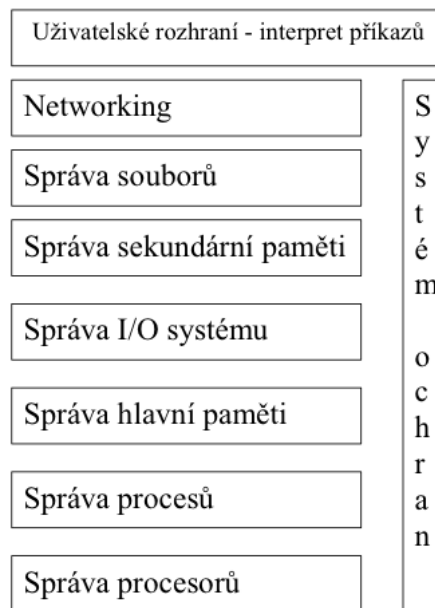 Uživatelské rozhraní - interpret příkazů
Networking
Správa souborů
Správa sekundární paměti
Správa I/O systému
Správa hlavní paměti
Správa procesů
Správa procesorů
S
y
s
t
é
m
o
c
h
r
a
n